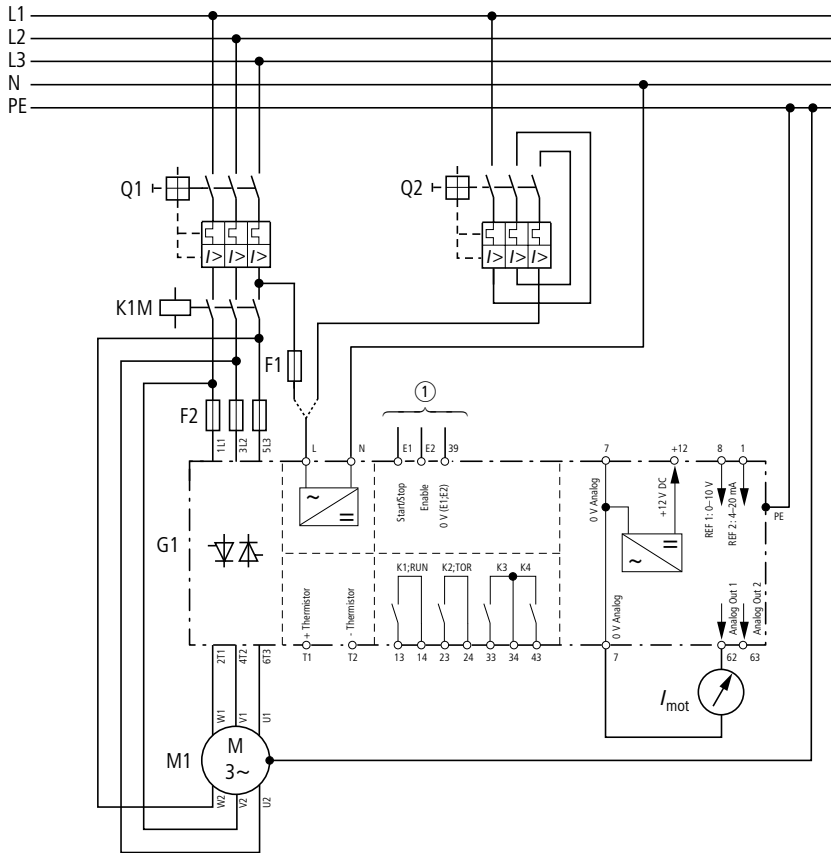 L1
L2
L3
N
PE
Q1
Q2
I> I> I>
I> I> I>
K1M
F1
F2
①
1L1
3L2
5L3
L
N
E1
E2
39
7
+12
8
1
Start/Stop
Enable
0 V (E1;E2)
0 V Analog
+12 V DC
REF 1: 0–10 V
REF 2: 4–20 mA
PE
G1
~
=
=
~
K1;RUN
K2;TOR
K3
K4
+ Thermistor
- Thermistor
0 V Analog
Analog Out 1
Analog Out 2
2T1
4T2
6T3
T1
T2
13
14
23
24
33
34
43
7
62
63
Imot
W1
V1
U1
M1
M
3~
W2
V2
U2